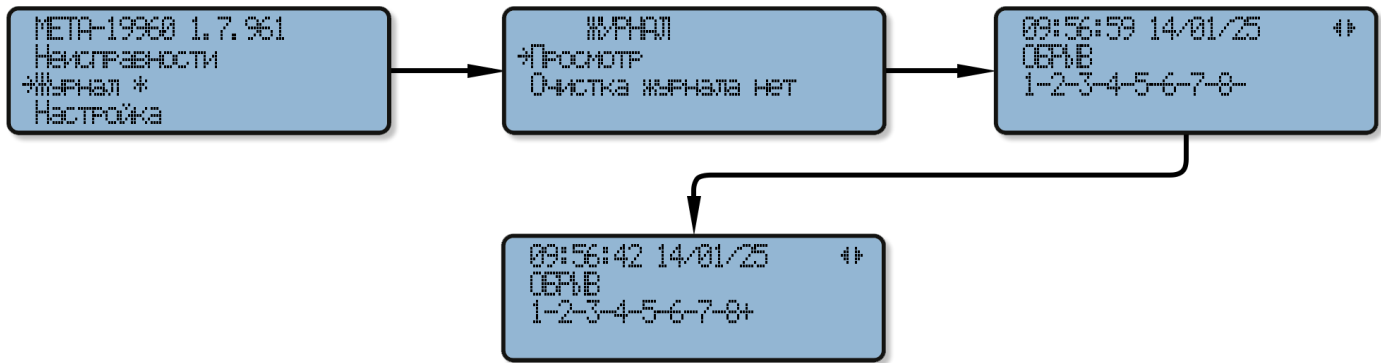 МЕТА-19960 1.7.961
Неисправности
→Журнал *
Настройка
ЖУРНАЛ
→Просмотр
Очистка журнала нет
09:56:59 14/01/25
ОБРЫВ
1-2-3-4-5-6-7-8-
09:56:42 14/01/25
ОБРЫВ
1-2-3-4-5-6-7-8+